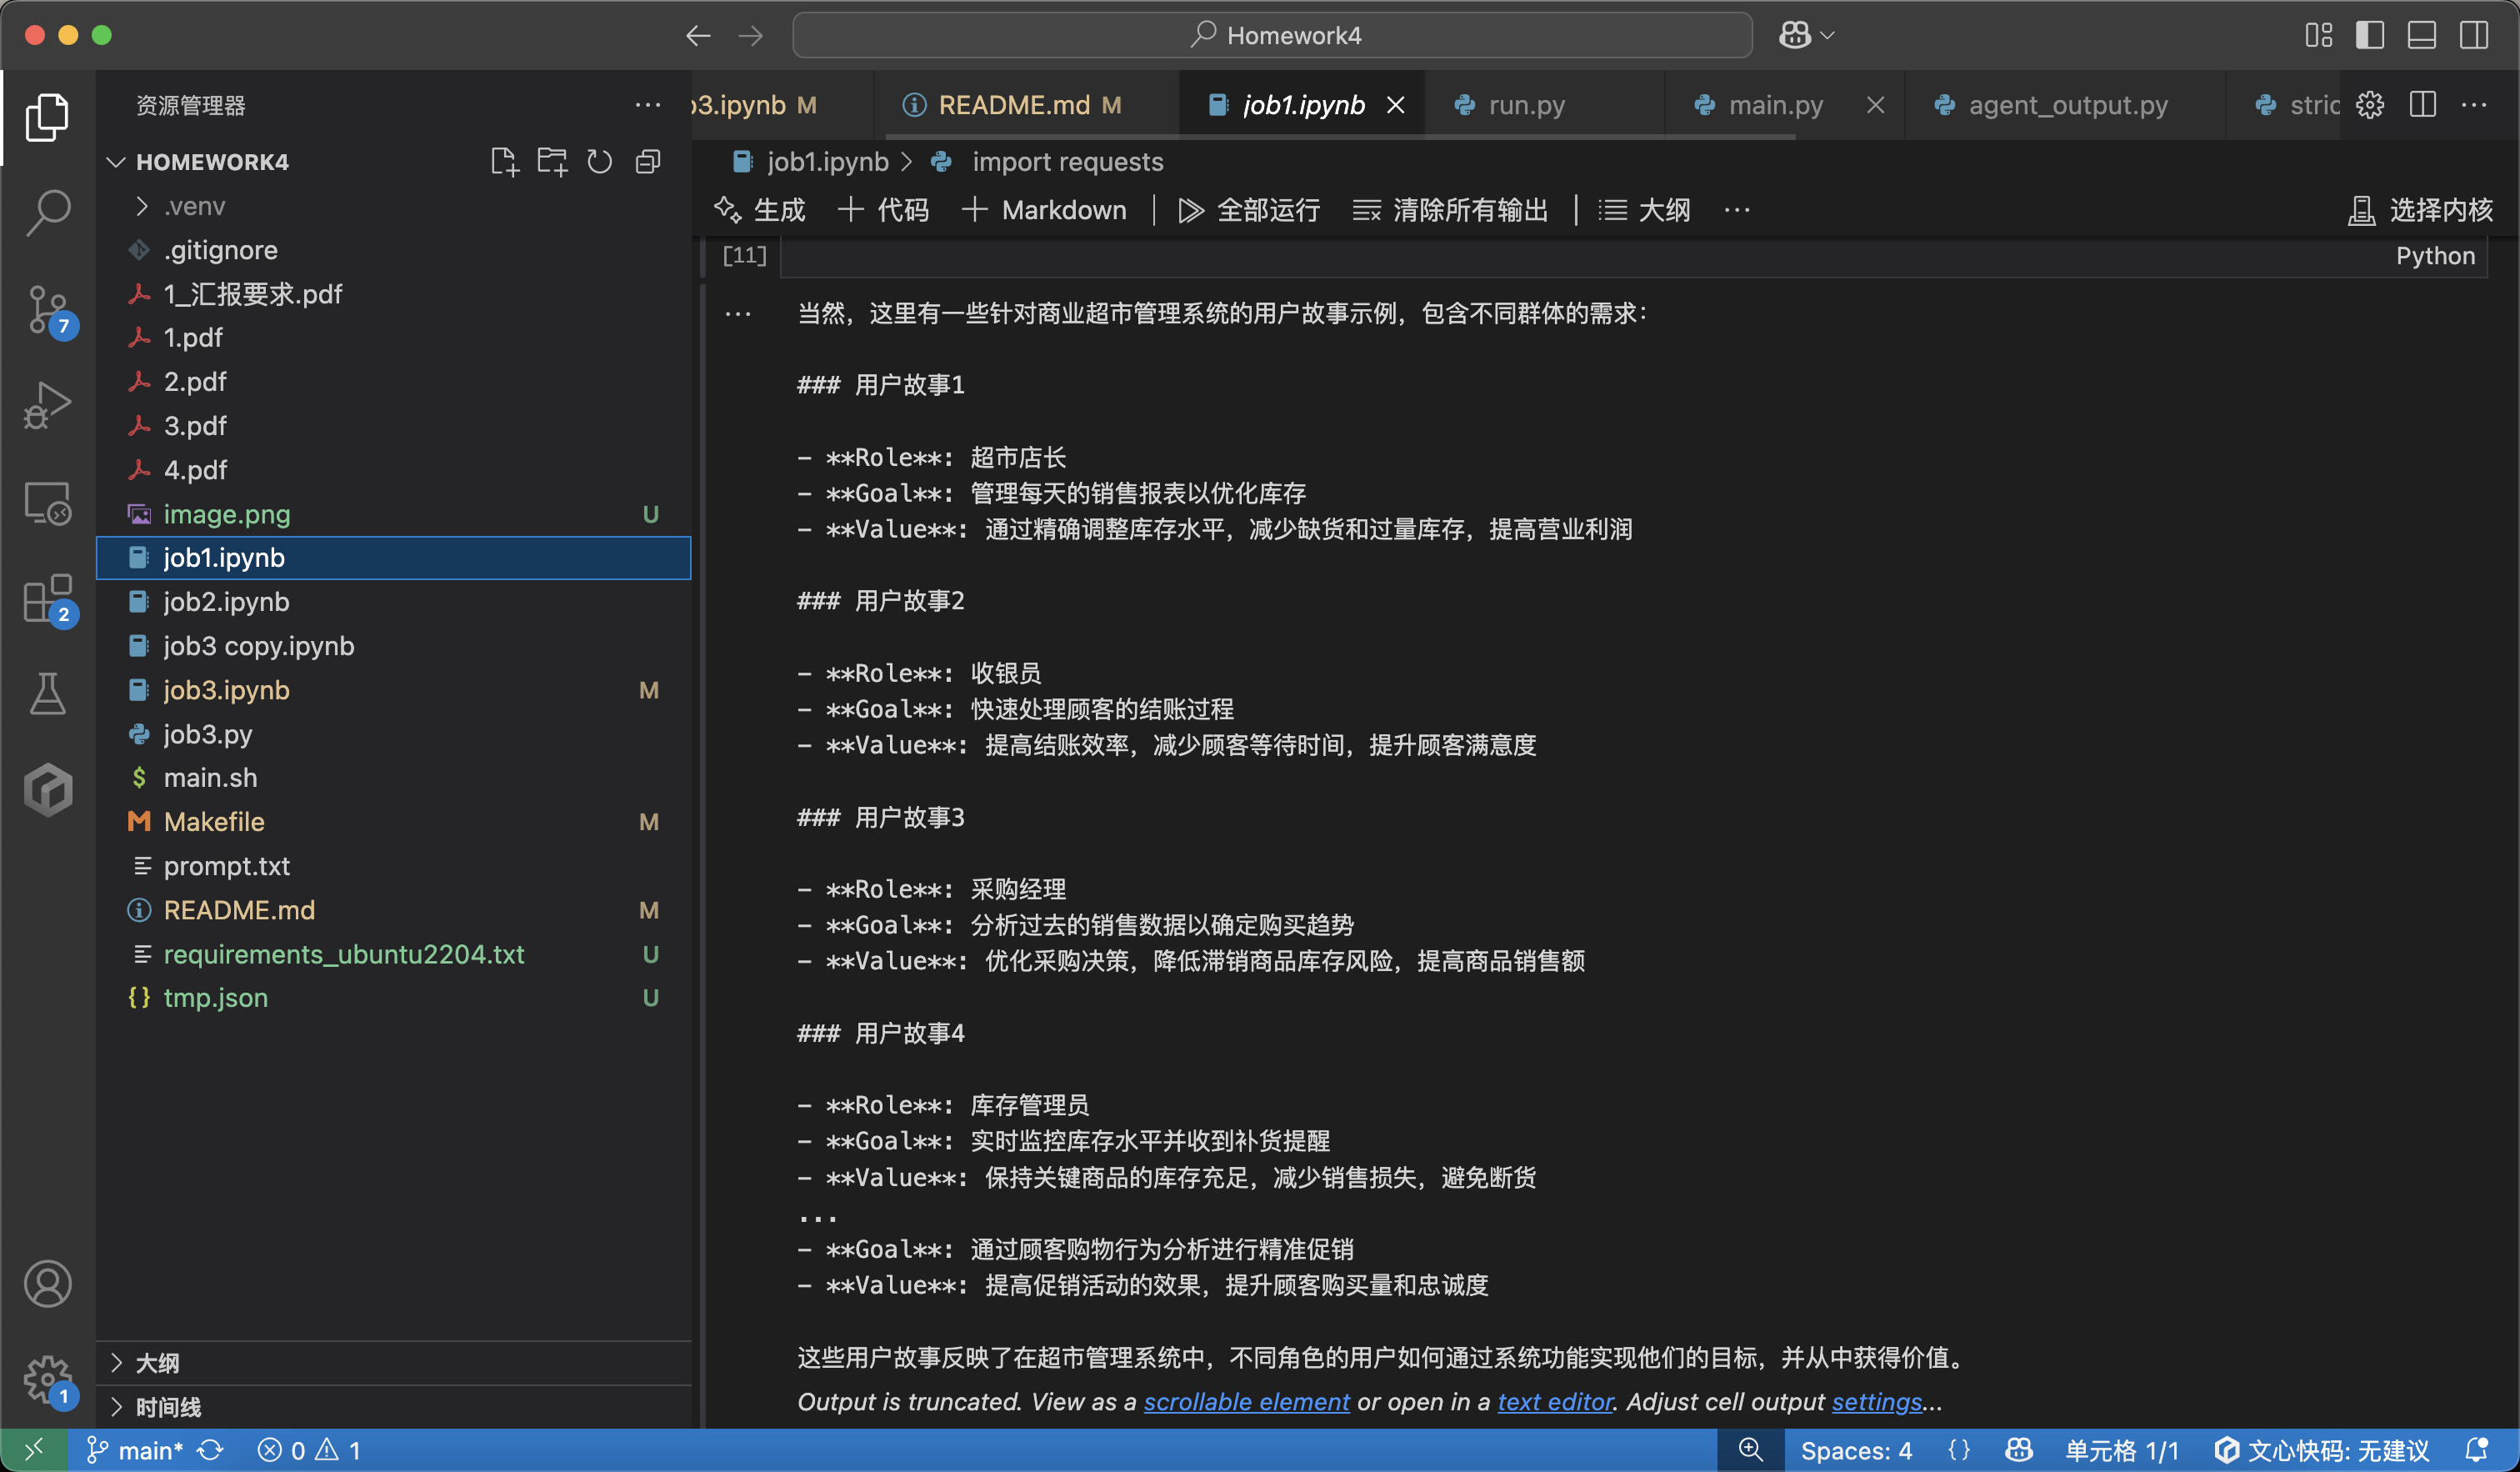 Homework4
资源管理器
HOMEWORK4
.venv
.gitignore
1_汇报要求.pdf
1.pdf
2.pdf
3.pdf
4.pdf
image.png U
job1.ipynb
job2.ipynb
job3 copy.ipynb
job3.ipynb M
job3.py
main.sh
Makefile M
prompt.txt
README.md M
requirements_ubuntu2204.txt U
tmp.json U
大纲
时间线
7
2
1
b3.ipynb M
README.md M
job1.ipynb
run.py
main.py
agent_output.py
stric
job1.ipynb > import requests
生成 + 代码 + Markdown | 全部运行 清除所有输出 | 大纲 ...
选择内核
[11]
Python
当然，这里有一些针对商业超市管理系统的用户故事示例，包含不同群体的需求：
### 用户故事1
- **Role**: 超市店长
- **Goal**: 管理每天的销售报表以优化库存
- **Value**: 通过精确调整库存水平，减少缺货和过量库存，提高营业利润
### 用户故事2
- **Role**: 收银员
- **Goal**: 快速处理顾客的结账过程
- **Value**: 提高结账效率，减少顾客等待时间，提升顾客满意度
### 用户故事3
- **Role**: 采购经理
- **Goal**: 分析过去的销售数据以确定购买趋势
- **Value**: 优化采购决策，降低滞销商品库存风险，提高商品销售额
### 用户故事4
- **Role**: 库存管理员
- **Goal**: 实时监控库存水平并收到补货提醒
- **Value**: 保持关键商品的库存充足，减少销售损失，避免断货
...
- **Goal**: 通过顾客购物行为分析进行精准促销
- **Value**: 提高促销活动的效果，提升顾客购买量和忠诚度
这些用户故事反映了在超市管理系统中，不同角色的用户如何通过系统功能实现他们的目标，并从中获得价值。
Output is truncated. View as a scrollable element or open in a text editor. Adjust cell output settings...
main* 0 1
Spaces: 4 {} 单元格 1/1 文心快码: 无建议